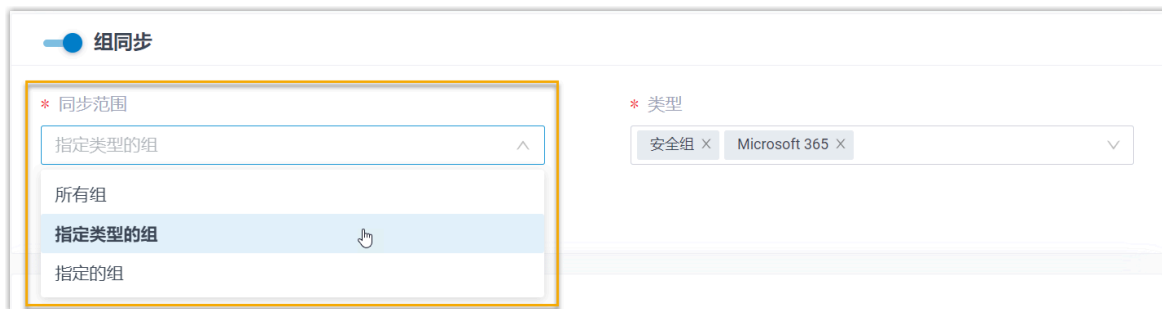 组同步
* 同步范围
指定类型的组
所有组
指定类型的组
指定的组
* 类型
安全组 × Microsoft 365 ×